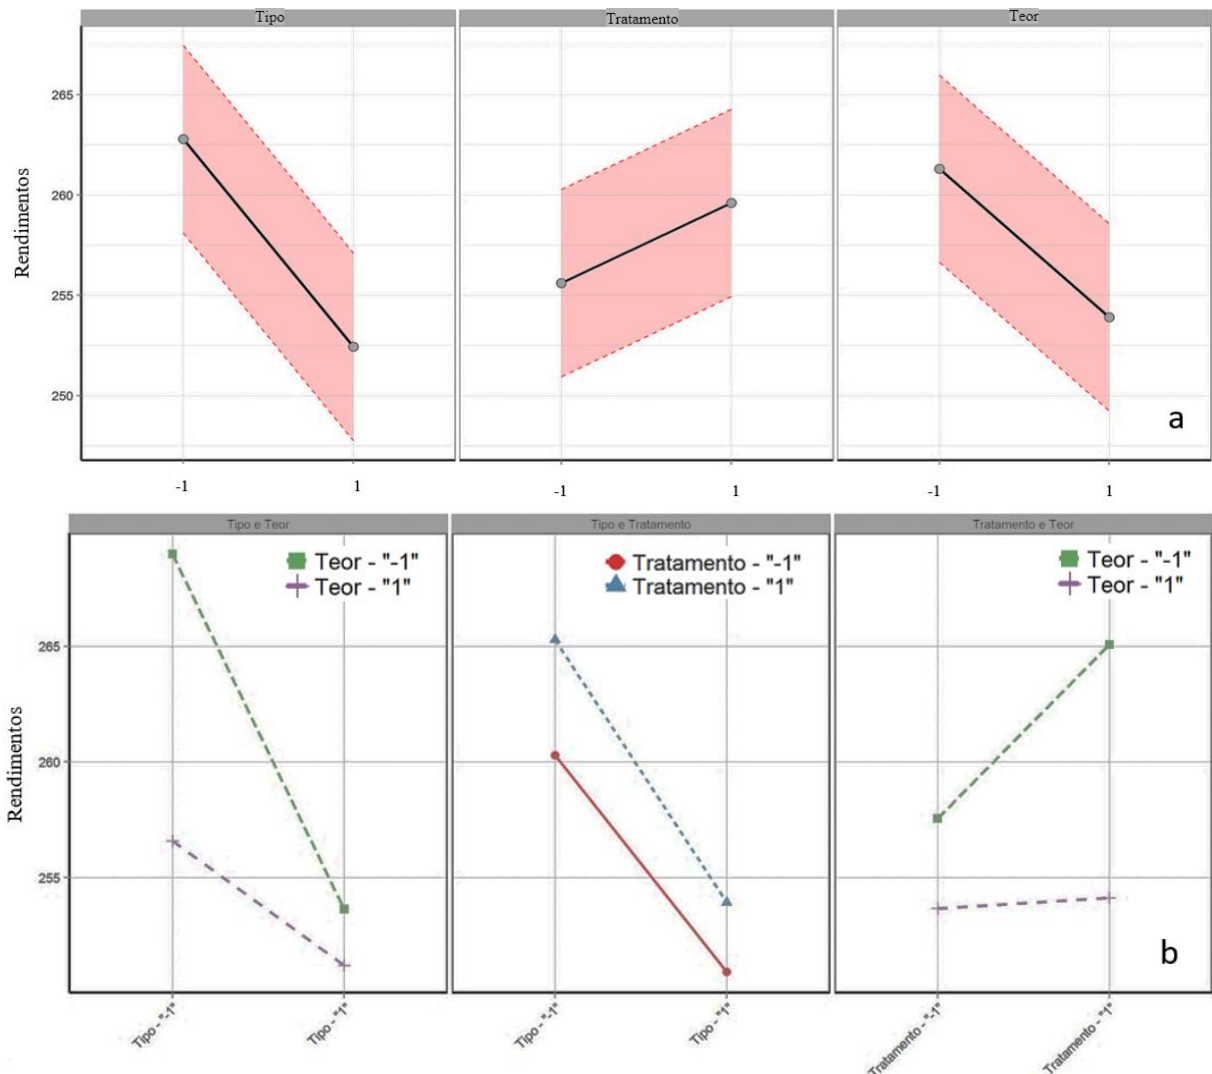 Tipo
Tratamento
Teor
Rendimentos
265
260
255
250
a
-1
1
-1
1
-1
1
Tipo e Teor
Tipo e Tratamento
Tratamento e Teor
Teor - "-1"
Teor - "1"
Tratamento - "-1"
Tratamento - "1"
Teor - "-1"
Teor - "1"
Rendimentos
265
260
255
b
Tipo - "-1"
Tipo - "1"
Tipo - "-1"
Tipo - "1"
Tratamento - "-1"
Tratamento - "1"